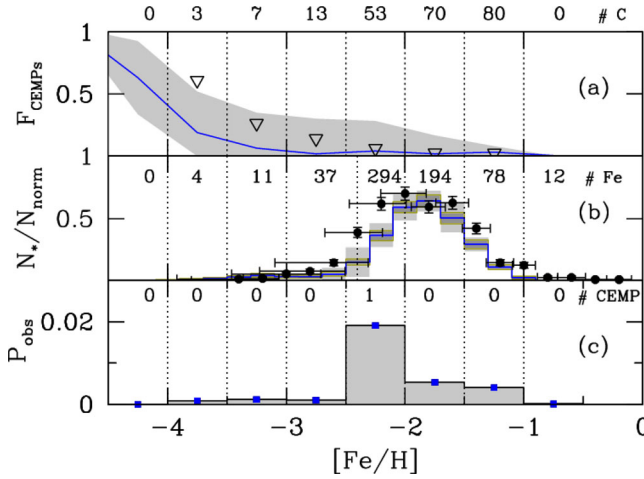 0 3 7 13 53 70 80 0 # C
1
F_CEMPs
0.5
(a)
1
0 4 11 37 294 194 78 12 # Fe
N_*/N_norm
0.5
(b)
0 0 0 0 1 0 0 0 # CEMP
0.02
P_obs
(c)
0
−4 −3 −2 −1 0
[Fe/H]